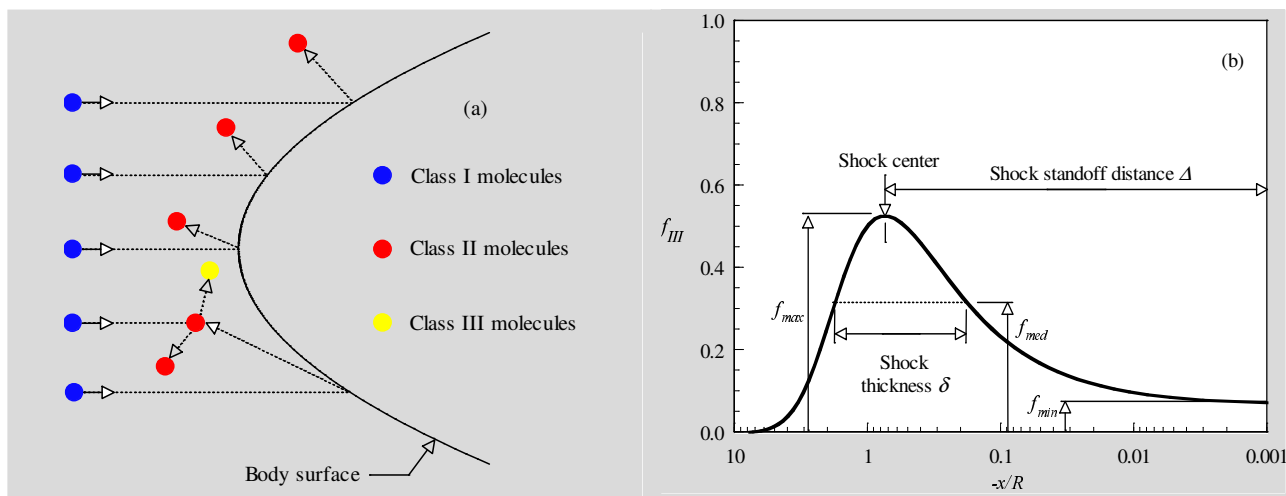 (a)
Class I molecules
Class II molecules
Class III molecules
Body surface
(b)
1.0
0.8
0.6
0.4
0.2
0.0
f_III
Shock center
Shock standoff distance Δ
f_max
f_med
Shock
thickness δ
f_min
10
1
0.1
0.01
0.001
-x/R